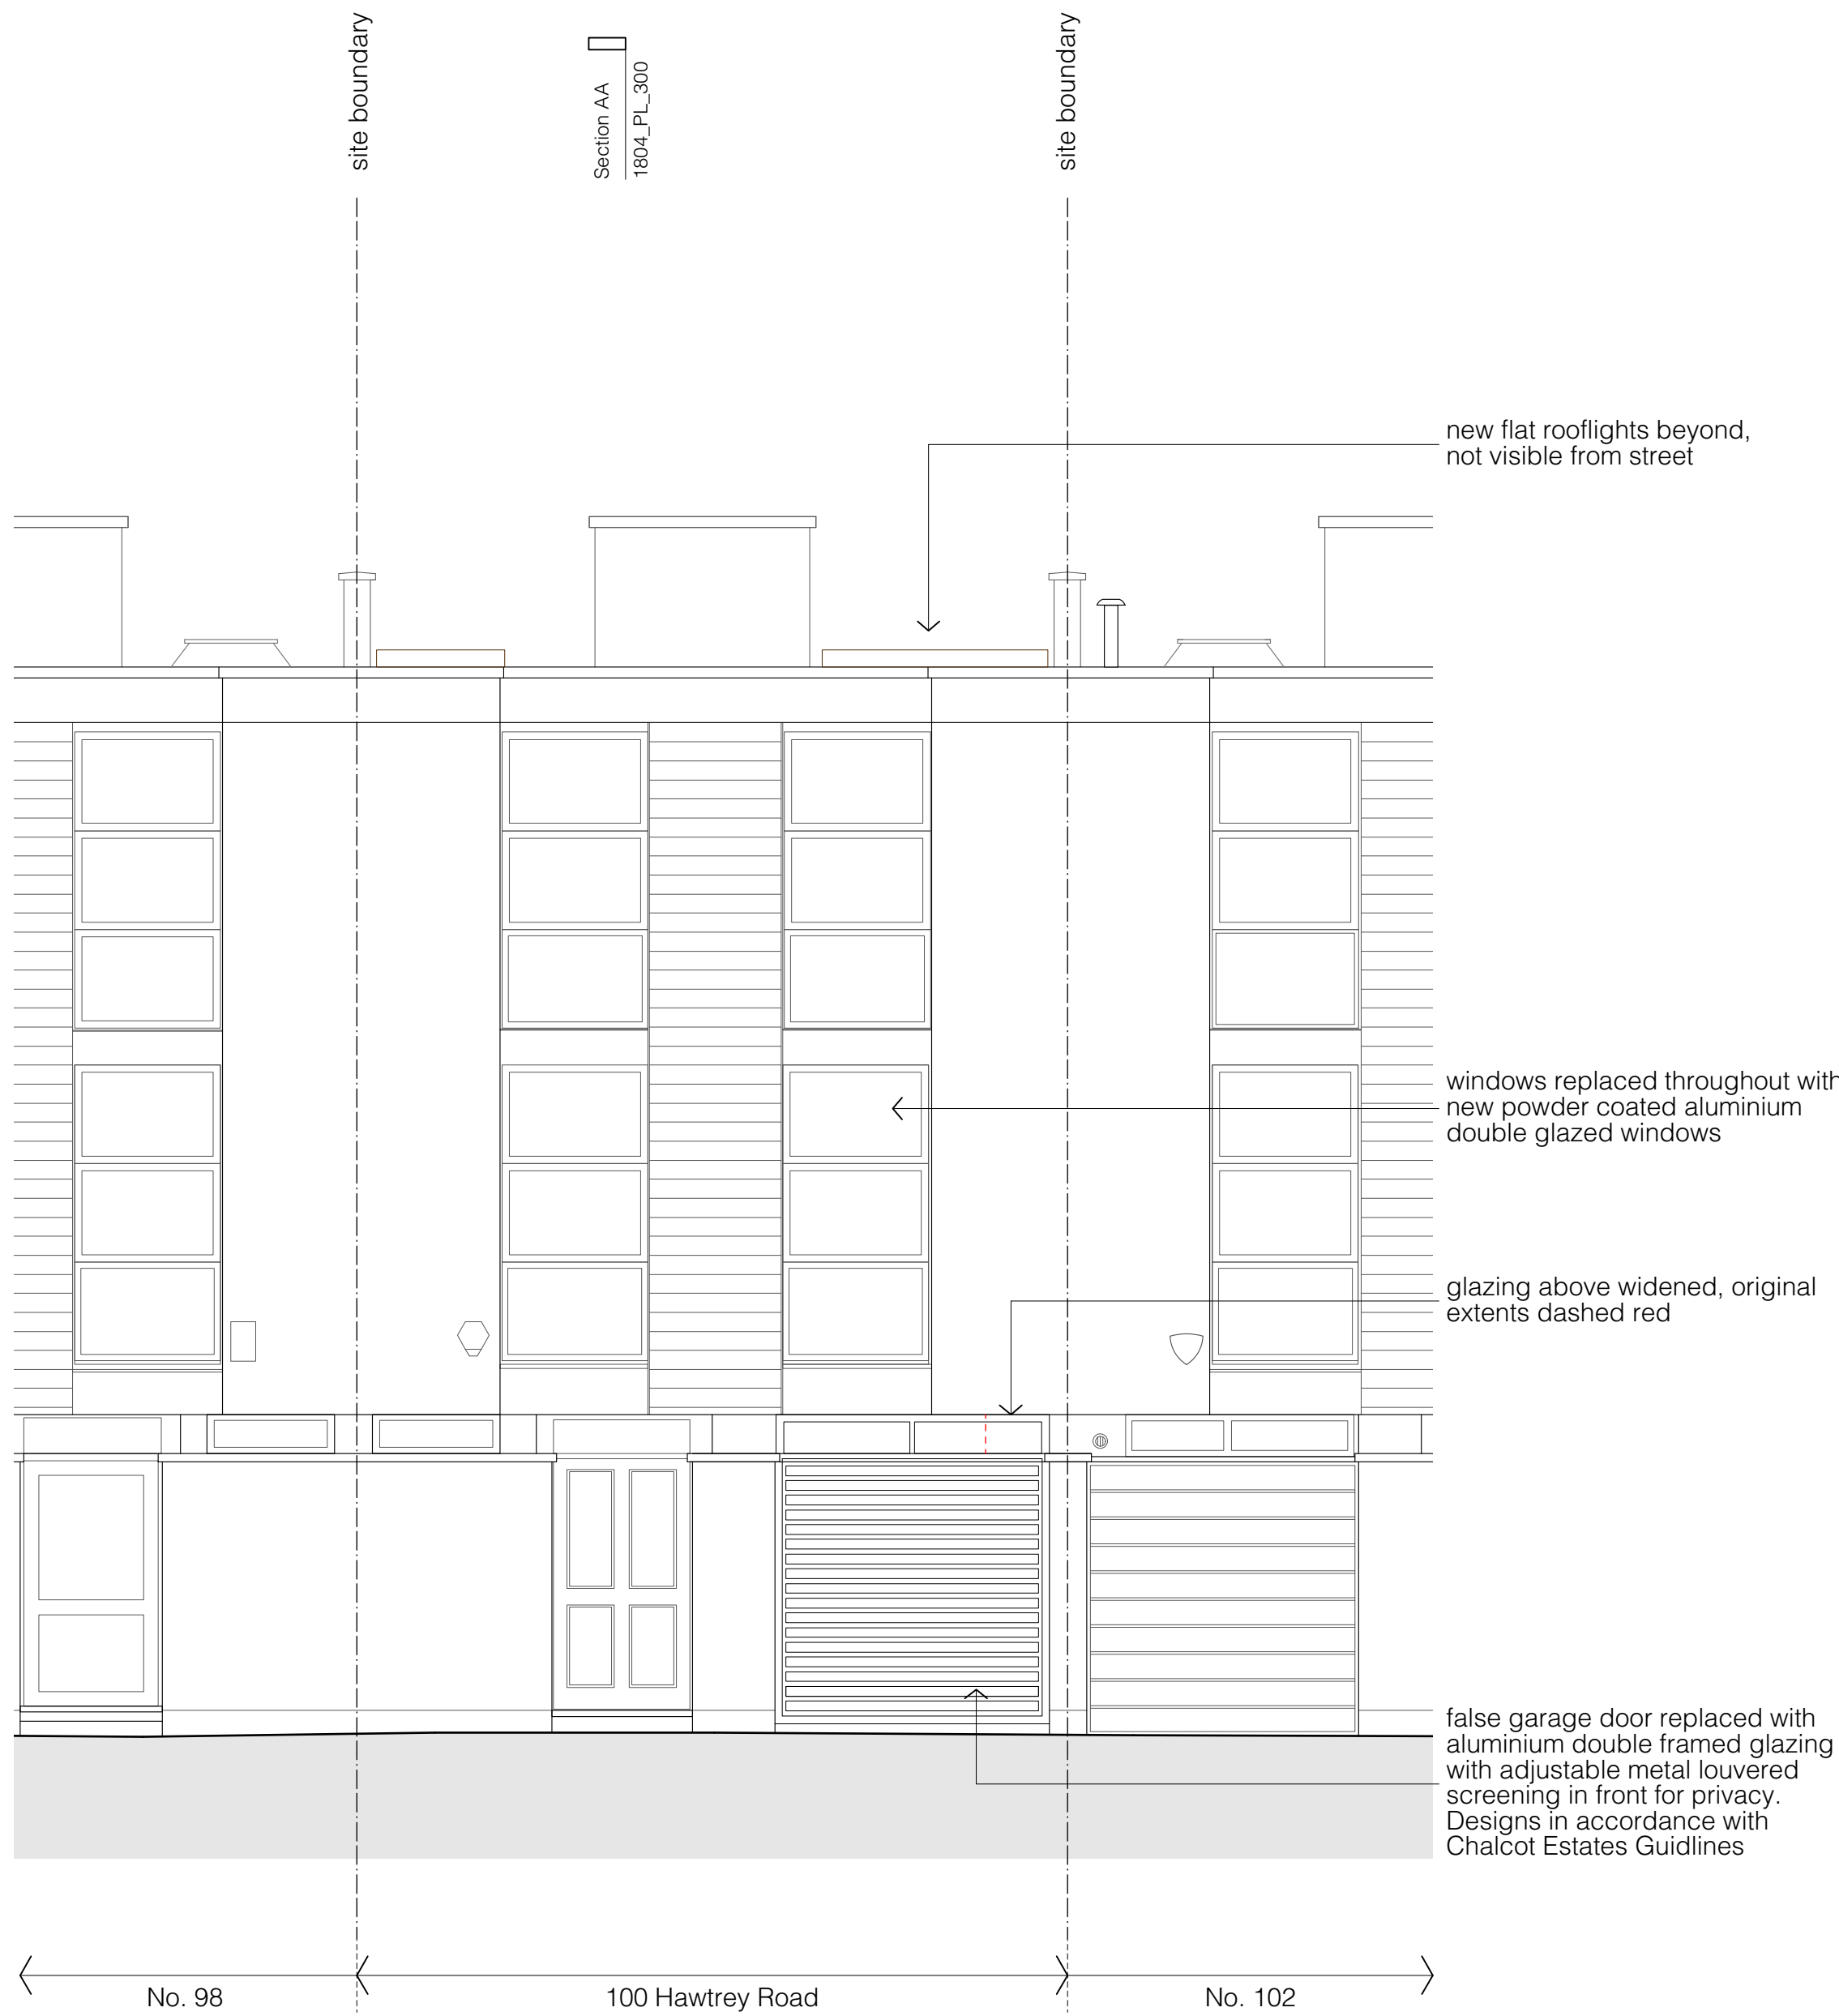 site boundary
Section AA
1804_PL_300
site boundary
new flat rooflights beyond,
not visible from street
windows replaced throughout with
new powder coated aluminium
double glazed windows
glazing above widened, original
extents dashed red
false garage door replaced with
aluminium double framed glazing
with adjustable metal louvered
screening in front for privacy.
Designs in accordance with
Chalcot Estates Guidlines
No. 98
100 Hawtrey Road
No. 102